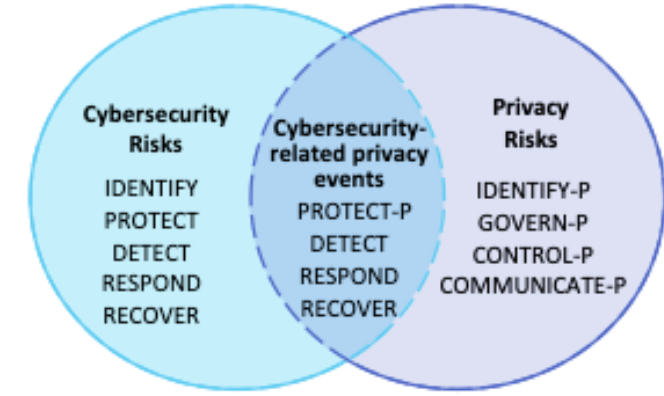 Cybersecurity
Risks
IDENTIFY
PROTECT
DETECT
RESPOND
RECOVER
Cybersecurity-
related privacy
events
PROTECT-P
DETECT
RESPOND
RECOVER
Privacy
Risks
IDENTIFY-P
GOVERN-P
CONTROL-P
COMMUNICATE-P